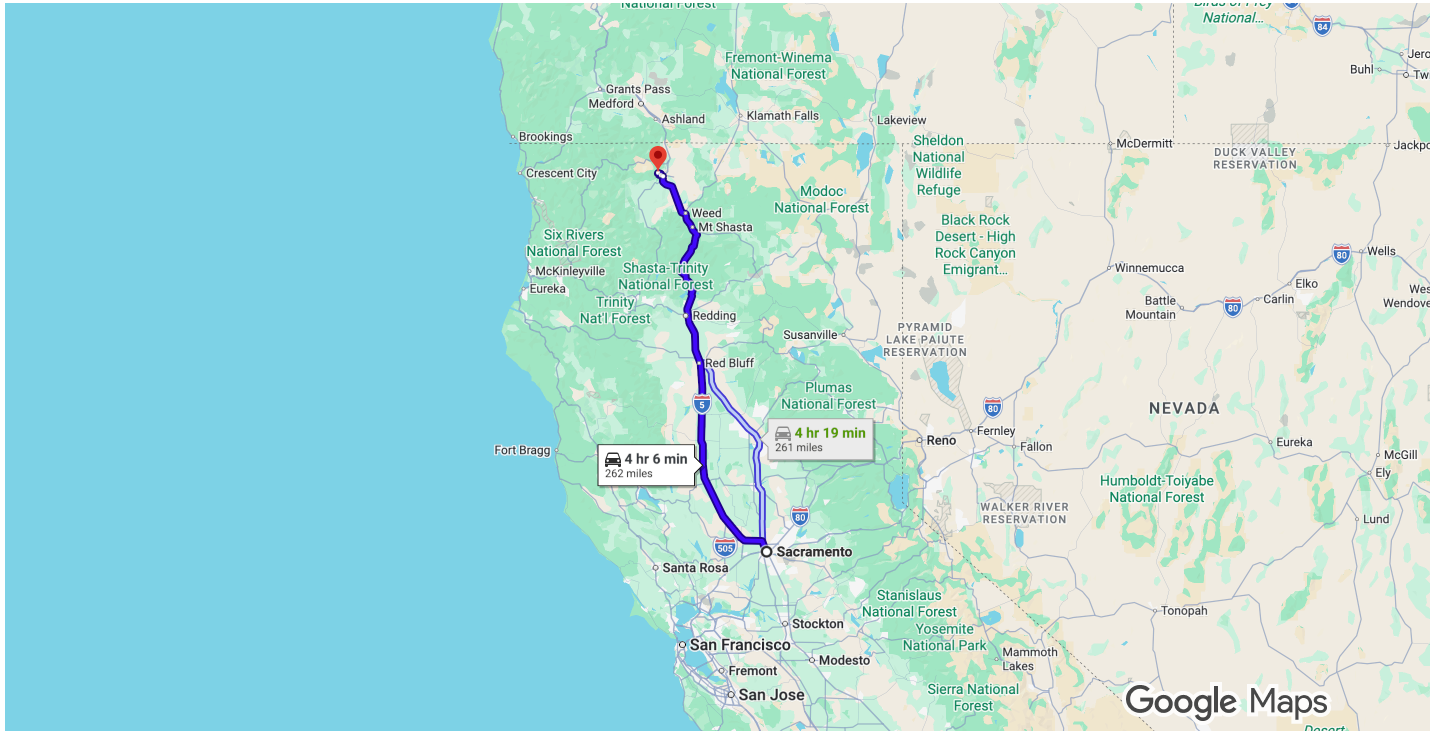 National Forest
Birds of Prey
National...
84
Fremont-Winema
National Forest
Jero
Buhl
Tw
Grants Pass
Medford
Ashland
Klamath Falls
Lakeview
Brookings
Sheldon
National
Wildlife
Refuge
McDermitt
DUCK VALLEY
RESERVATION
Jackpo
Crescent City
Modoc
National Forest
Weed
Mt Shasta
Black Rock
Desert - High
Rock Canyon
Emigrant...
Six Rivers
National Forest
80
Wells
McKinleyville
Shasta-Trinity
National Forest
Winnemucca
Eureka
Elko
Wes
Wendove
Trinity
Nat'l Forest
Battle
Mountain
Carlin
80
Redding
Susanville
PYRAMID
LAKE PAIUTE
RESERVATION
Red Bluff
Plumas
National Forest
5
80
NEVADA
4 hr 19 min
261 miles
Fernley
Reno
Fallon
Eureka
Fort Bragg
4 hr 6 min
262 miles
McGill
Ely
Humboldt-Toiyabe
National Forest
80
WALKER RIVER
RESERVATION
Lund
505
Sacramento
Santa Rosa
Stanislaus
National Forest
Tonopah
Stockton
Yosemite
National Park
San Francisco
Modesto
Mammoth
Lakes
Fremont
San Jose
Sierra National
Forest
Google Maps